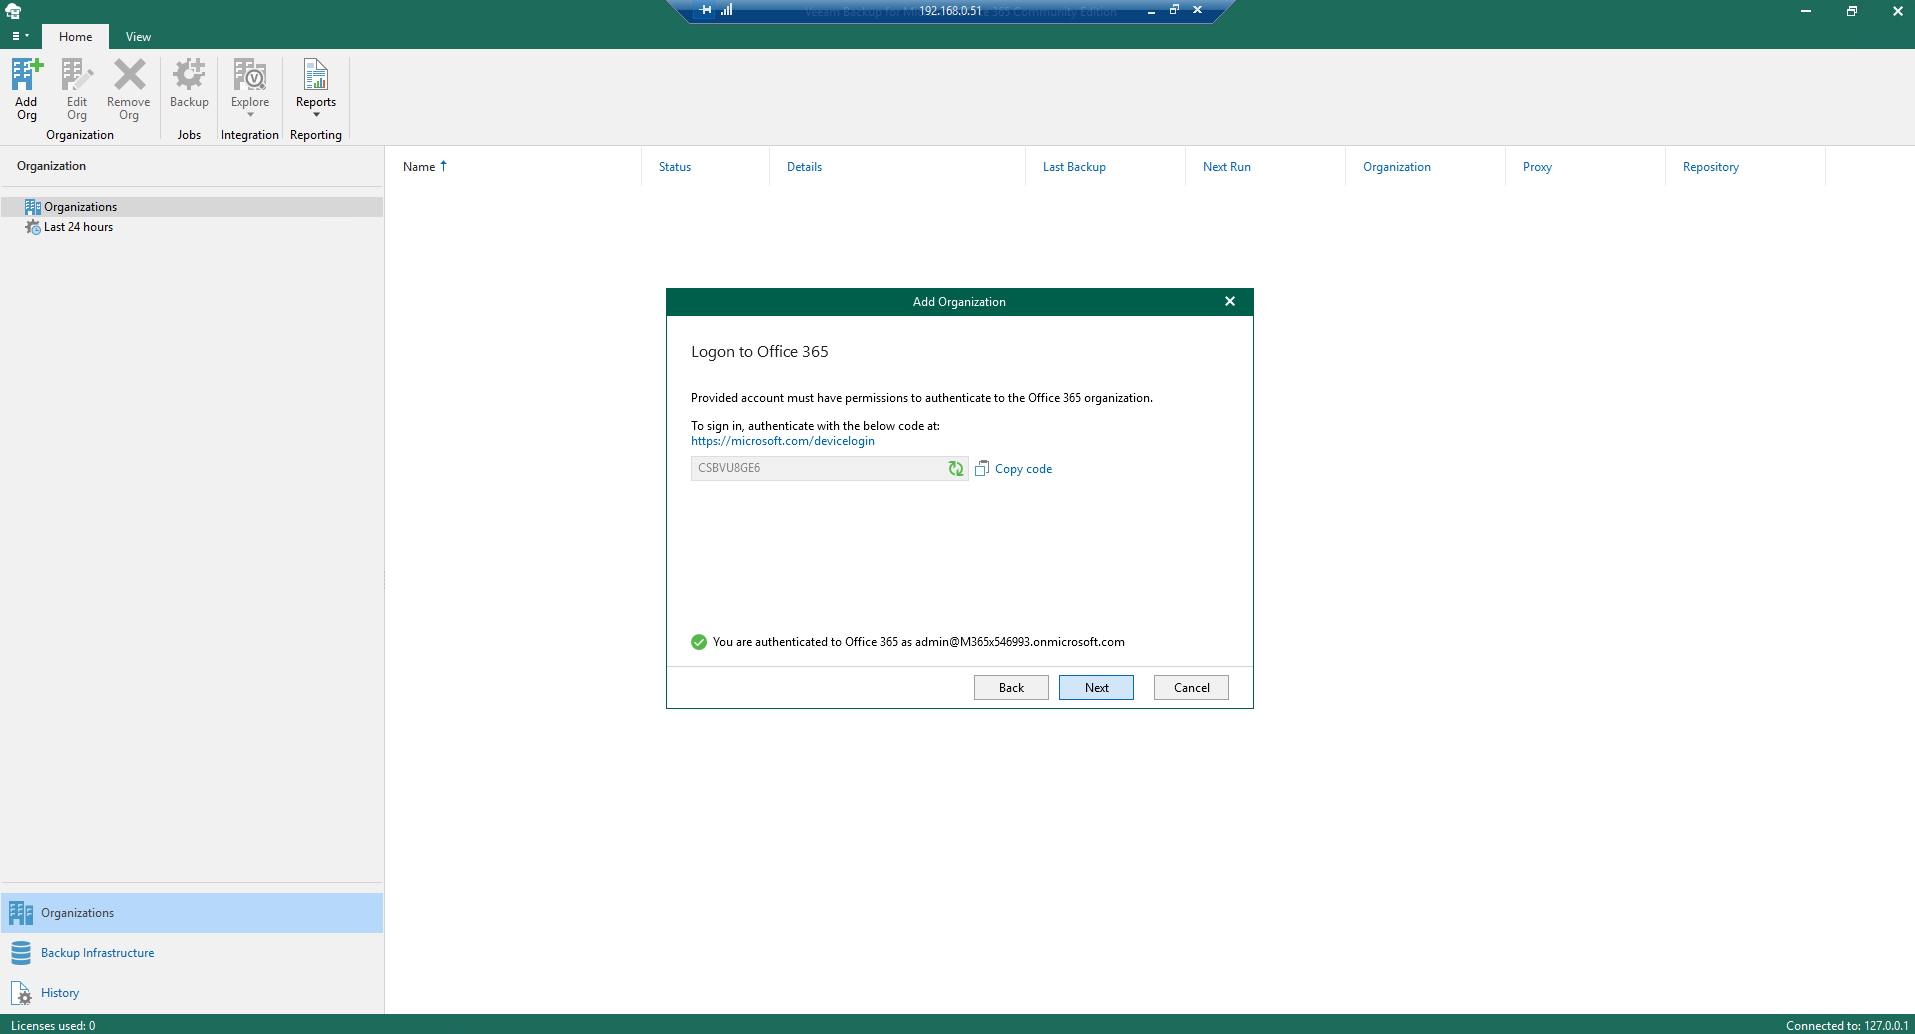 Veeam Backup for Microsoft Office 365 Community Edition
192.168.0.51
Home
View
Add Org
Edit Org
Remove Org
Backup
Explore
Reports
Organization
Jobs
Integration
Reporting
Organization
Name
Status
Details
Last Backup
Next Run
Organization
Proxy
Repository
Organizations
Last 24 hours
Add Organization
Logon to Office 365
Provided account must have permissions to authenticate to the Office 365 organization.
To sign in, authenticate with the below code at:
https://microsoft.com/devicelogin
CSBVU8GE6
Copy code
You are authenticated to Office 365 as admin@M365x546993.onmicrosoft.com
Back
Next
Cancel
Organizations
Backup Infrastructure
History
Licenses used: 0
Connected to: 127.0.0.1